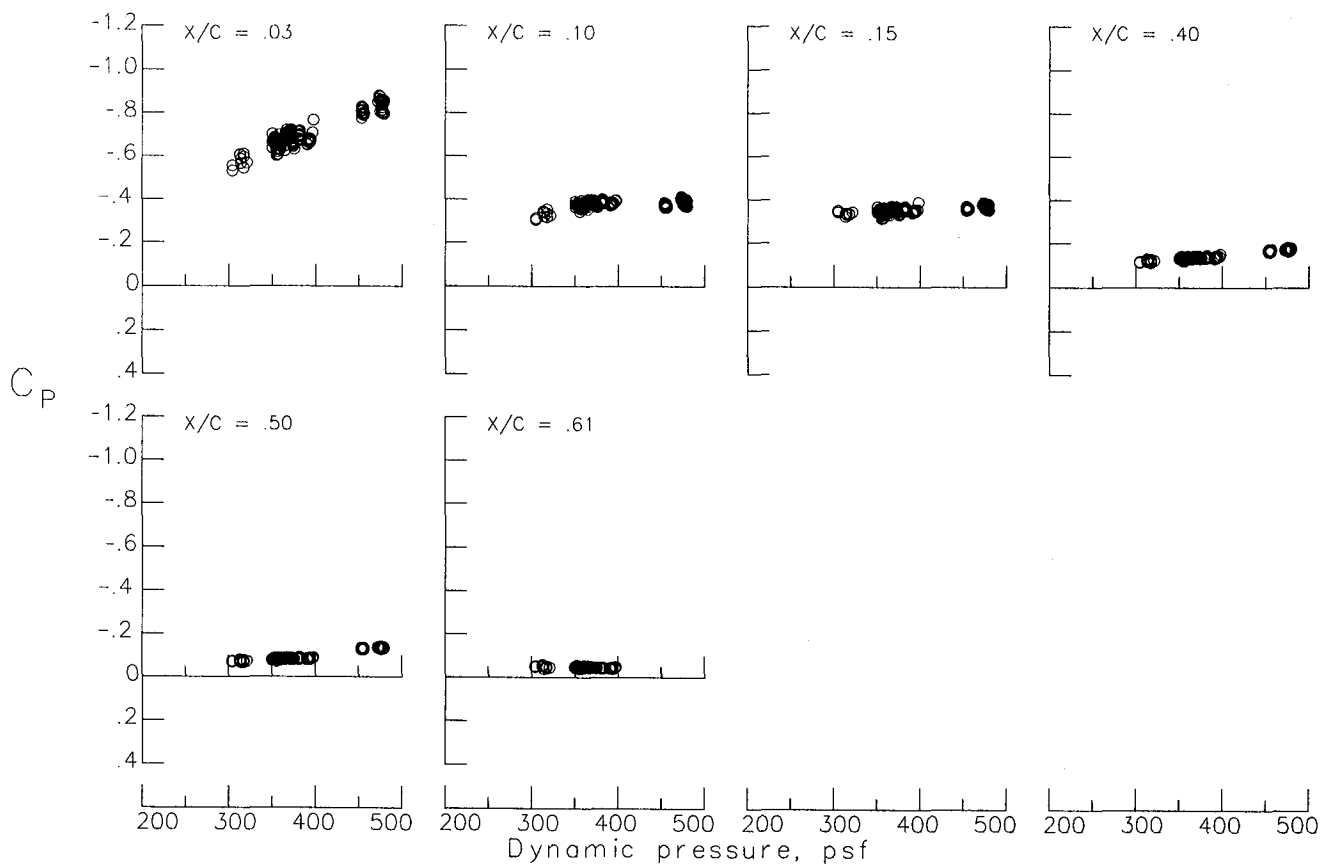 X/C = .03
X/C = .10
X/C = .15
X/C = .40
-1.2
-1.0
-.8
-.6
-.4
-.2
0
.2
.4
C_P
X/C = .50
X/C = .61
-1.2
-1.0
-.8
-.6
-.4
-.2
0
.2
.4
200 300 400 500
200 300 400 500
200 300 400 500
200 300 400 500
Dynamic pressure, psf